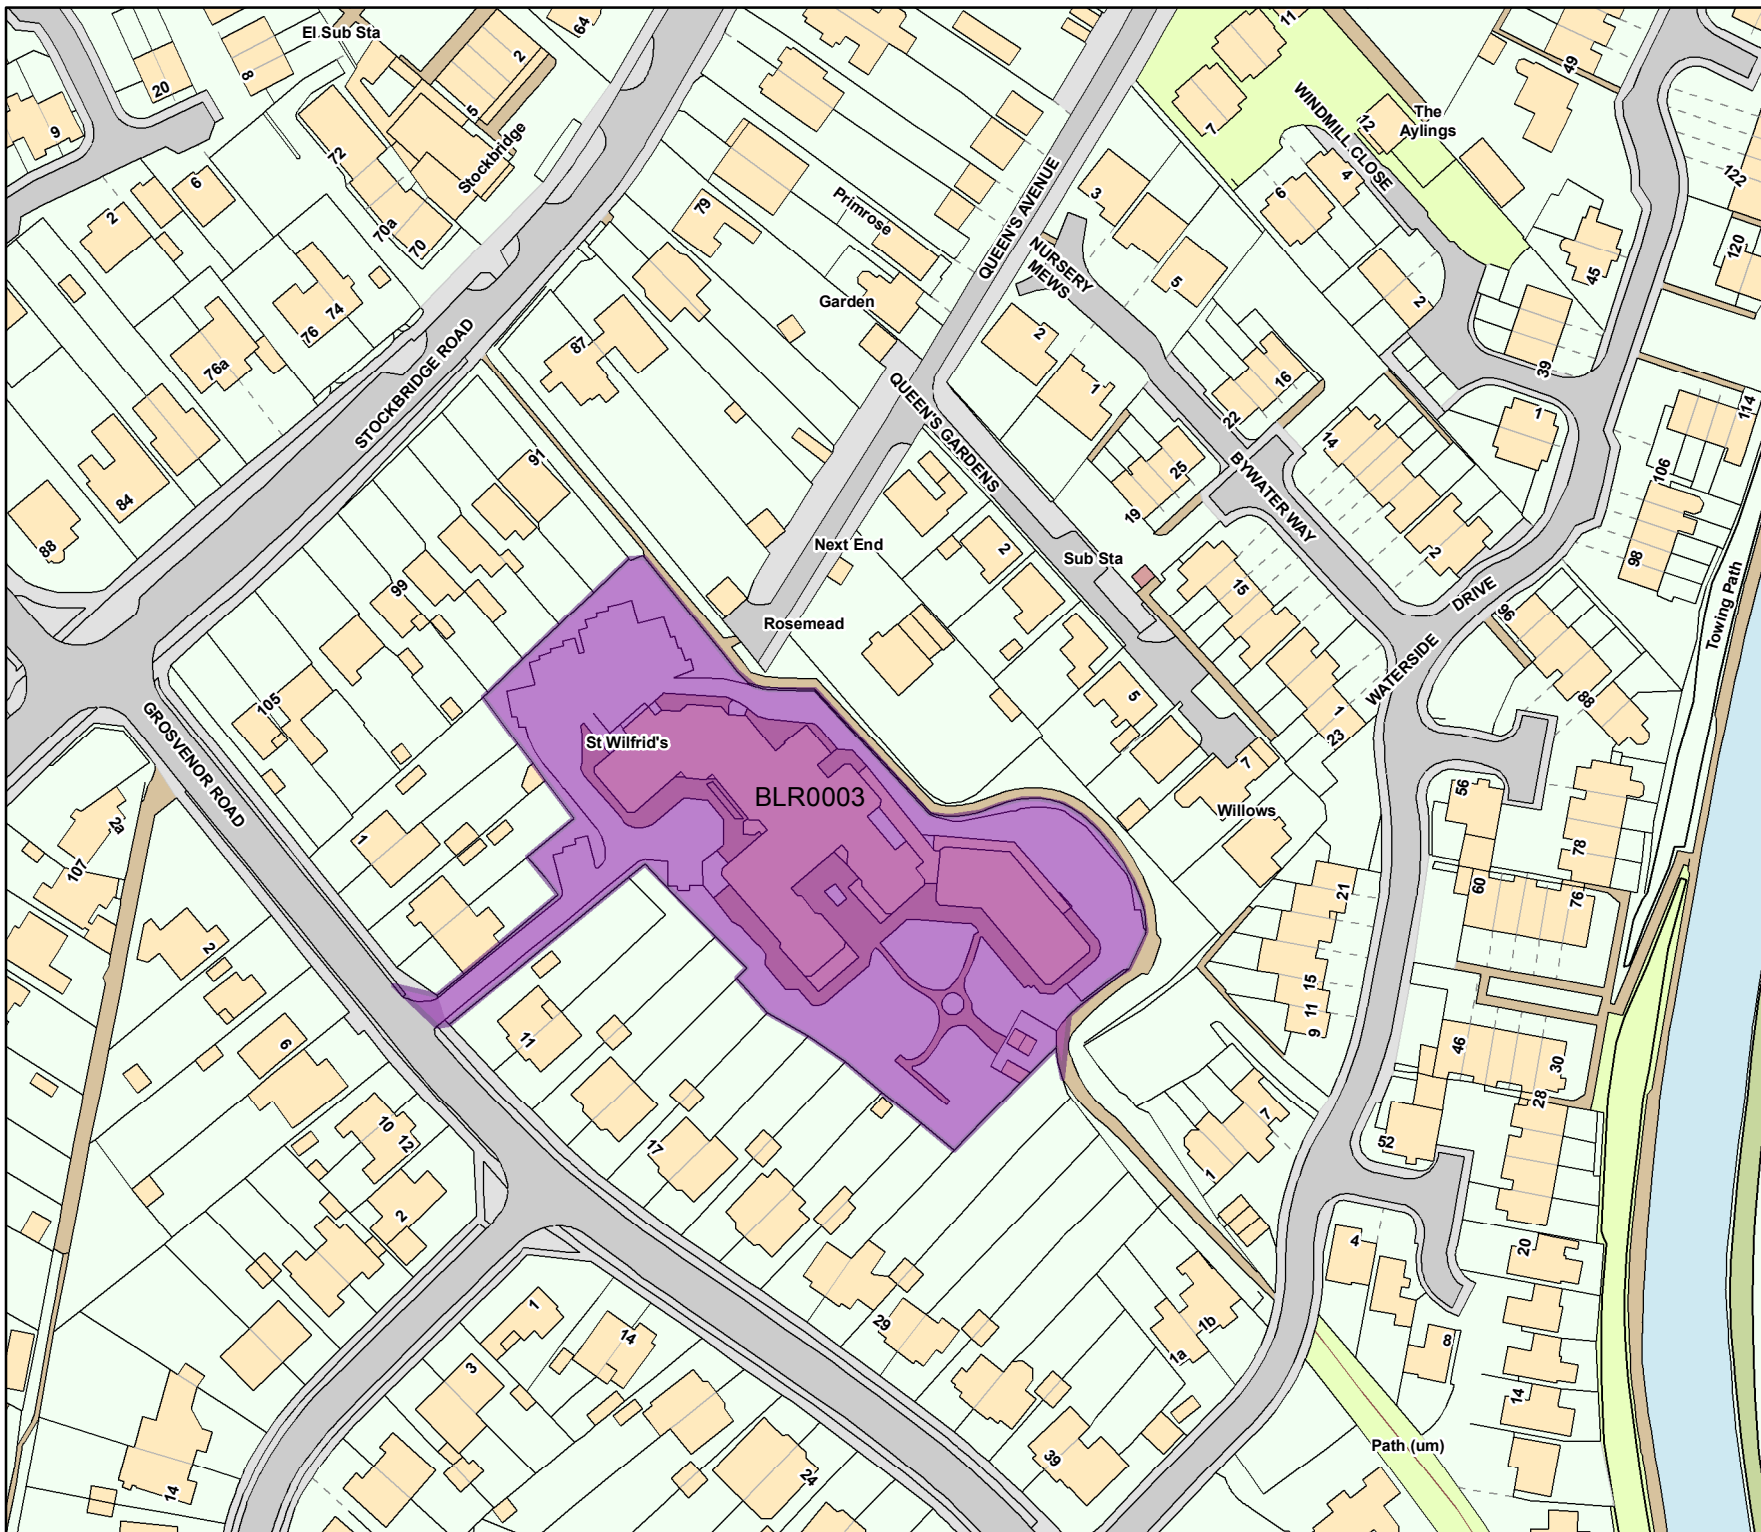 El Sub Sta
64
2
8
20
9
5
72
Stockbridge
6
2
70a
70
74
76
76a
STOCKBRIDGE ROAD
84
88
79
Primrose
Garden
QUEEN'S AVENUE
87
91
99
105
11
7
WINDMILL CLOSE
12
The
Aylings
49
4
6
3
NURSERY
MEWS
5
2
45
122
120
39
2
1
16
22
14
1
114
QUEEN'S GARDENS
25
19
BYWATER WAY
2
106
98
Next End
2
Sub Sta
15
DRIVE
96
Towing Path
Rosemead
WATERSIDE
5
1
23
88
GROSVENOR ROAD
St Wilfrid's
BLR0003
7
Willows
56
78
2a
107
1
21
60
76
2
15
11
9
46
30
28
6
11
10
12
17
7
1
52
2
4
20
1
14
29
1b
1a
8
3
14
39
Path (um)
14
24